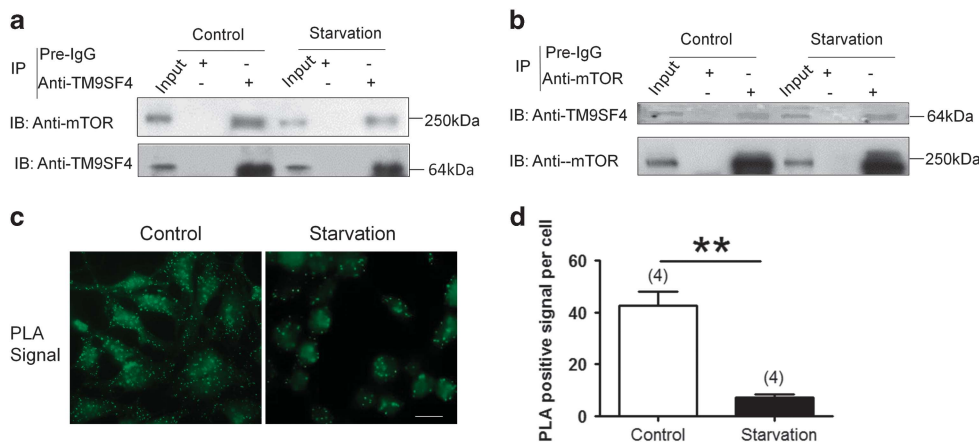 a
Control
Starvation
IP
Pre-IgG
Anti-TM9SF4
Input
+
-
Input
+
-
-
+
-
+
IB: Anti-mTOR
250kDa
IB: Anti-TM9SF4
64kDa
b
Control
Starvation
IP
Pre-IgG
Anti-mTOR
Input
+
-
Input
+
-
-
+
-
+
IB: Anti-TM9SF4
64kDa
IB: Anti--mTOR
250kDa
c
Control
Starvation
PLA
Signal
d
PLA positive signal per cell
60
40
20
0
**
(4)
(4)
Control
Starvation